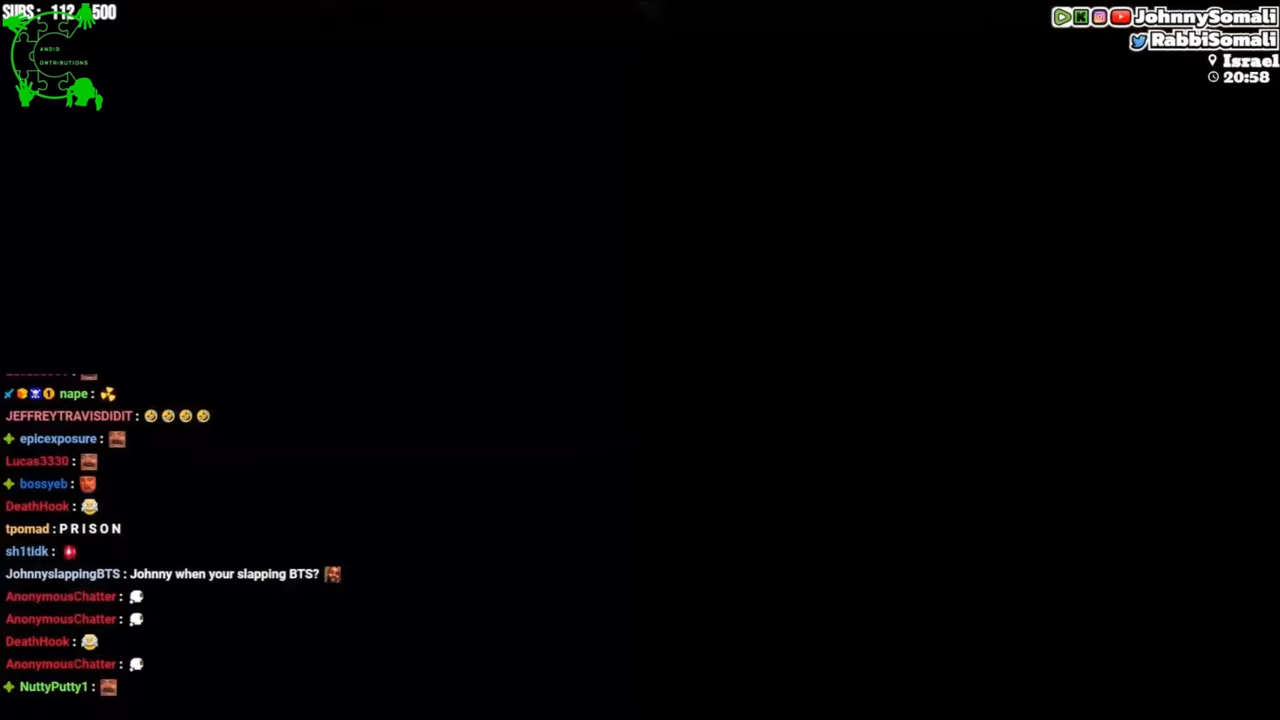 SUBS: 112 500
JohnnySomali
RabbiSomali
Israel
20:58
ANDID
ONTRIBUTIONS
nape :
JEFFREYTRAVISDIDIT :
epicexposure :
Lucas3330 :
bossyeb :
DeathHook :
tpomad : P R I S O N
sh1tidk :
JohnnyslappingBTS : Johnny when your slapping BTS?
AnonymousChatter :
AnonymousChatter :
DeathHook :
AnonymousChatter :
NuttyPutty1 :